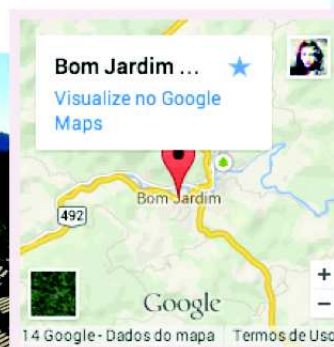 Bom Jardim ...
Visualize no Google
Maps
492
Bom Jardim
Google
+
−
14 Google - Dados do mapa Termos de Uso